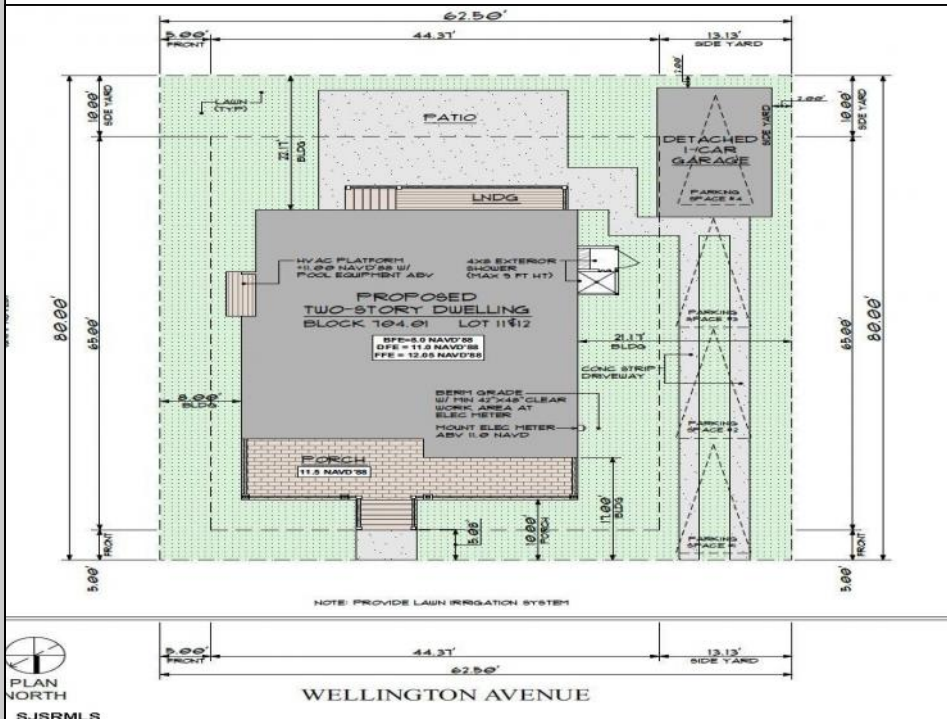 62.50'
5.00'
FRONT
44.37'
13.13'
SIDE YARD
2.00'
2.00'
10.00'
SIDE YARD
LAWN
(TYP)
22.17'
BLDG
PATIO
DETACHED
1-CAR
GARAGE
SIDE YARD
PARKING
SPACE #4
10.00'
SIDE YARD
LNDG
HVAC PLATFORM
+11.00 NAVD'88 W/
POOL EQUIPMENT ABV
4X8 EXTERIOR
SHOWER
(MAX 9 FT HT)
PROPOSED
TWO-STORY DWELLING
BLOCK 704.01 LOT 11&12
BFE=8.0 NAVD'88
DFE = 11.0 NAVD'88
FFE = 12.05 NAVD'88
80.00'
65.00'
PARKING
SPACE #3
21.17'
BLDG
65.00'
80.00'
CONC STRIP
DRIVEWAY
8.00'
BLDG
BERM GRADE
W/ MIN 42"X48" CLEAR
WORK AREA AT
ELEC METER
MOUNT ELEC METER
ABV 11.0 NAVD
PARKING
SPACE #2
PORCH
11.5 NAVD'88
5.08'
10.00'
PORCH
17.00'
BLDG
PARKING
SPACE #
5.00'
FRONT
FRONT
5.00'
NOTE: PROVIDE LAWN IRRIGATION SYSTEM
5.00'
FRONT
44.37'
13.13'
SIDE YARD
62.50'
PLAN
NORTH
WELLINGTON AVENUE
SJSRMLS